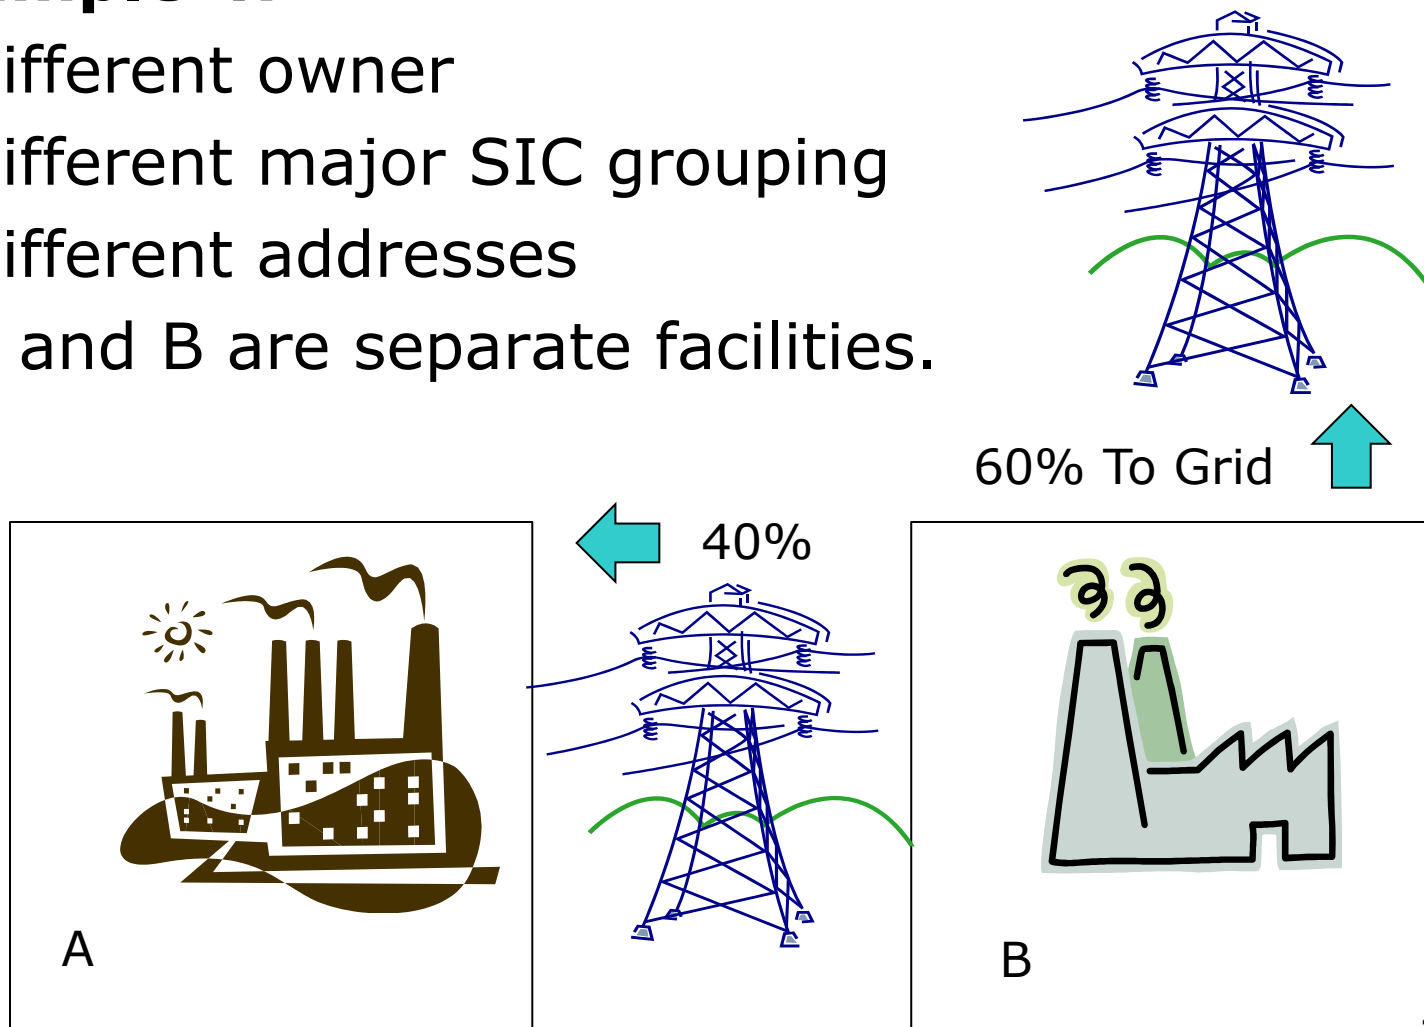 ifferent owner
ifferent major SIC grouping
ifferent addresses
and B are separate facilities.
60% To Grid
40%
A
B